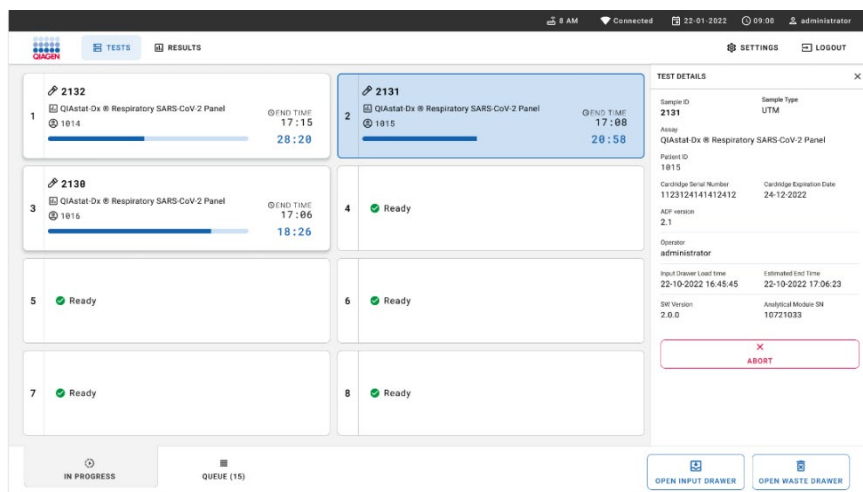 8 AM Connected 22-01-2022 09:00 administrator
QIAGEN TESTS RESULTS SETTINGS LOGOUT
1
2132
QIAstat-Dx ® Respiratory SARS-CoV-2 Panel
1014
END TIME
17:15
28:20
2
2131
QIAstat-Dx ® Respiratory SARS-CoV-2 Panel
1015
END TIME
17:08
20:58
3
2130
QIAstat-Dx ® Respiratory SARS-CoV-2 Panel
1016
END TIME
17:06
18:26
4 Ready
5 Ready
6 Ready
7 Ready
8 Ready
TEST DETAILS
Sample ID
2131
Sample Type
UTM
Assay
QIAstat-Dx ® Respiratory SARS-CoV-2 Panel
Patient ID
1015
Cardridge Serial Number
1123124141412412
Cardridge Expiration Date
24-12-2022
ADF version
2.1
Operator
administrator
Input Drawer Load time
22-10-2022 16:45:45
Estimated End Time
22-10-2022 17:06:23
SW Version
2.0.0
Analytical Module SN
10721033
ABORT
IN PROGRESS
QUEUE (15)
OPEN INPUT DRAWER
OPEN WASTE DRAWER